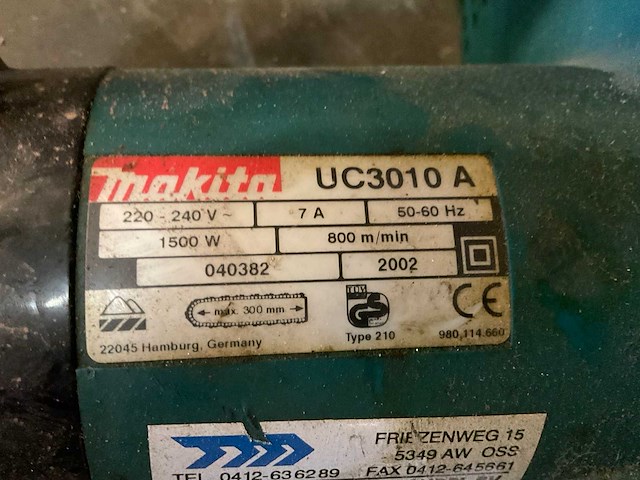 makita UC3010 A
220 - 240 V ~ 7 A 50-60 Hz
1500 W 800 m/min
040382 2002
max. 300 mm
Type 210 980.114.660
22045 Hamburg, Germany
FRIEZENWEG 15
5349 AW OSS
TEL 0412-636289 FAX 0412-645661